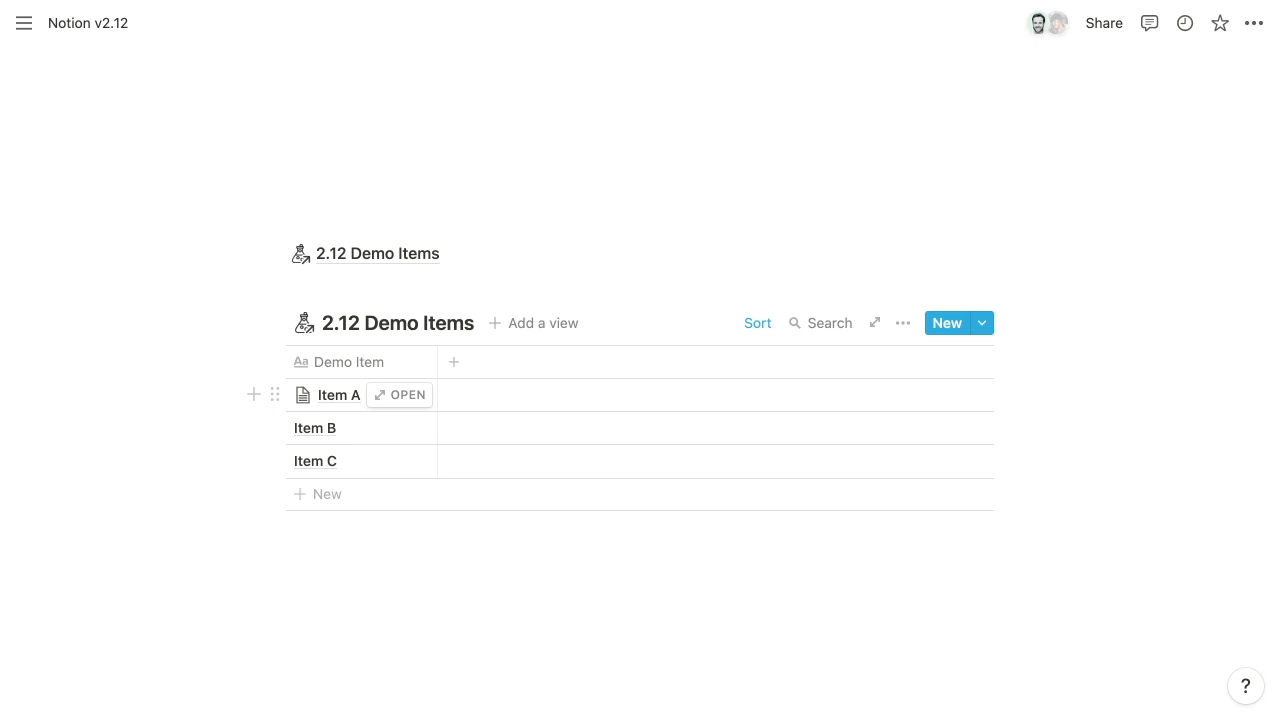 Notion v2.12 Share
2.12 Demo Items
2.12 Demo Items Add a view Sort Search New
Aa Demo Item
Item A OPEN
Item B
Item C
New
?